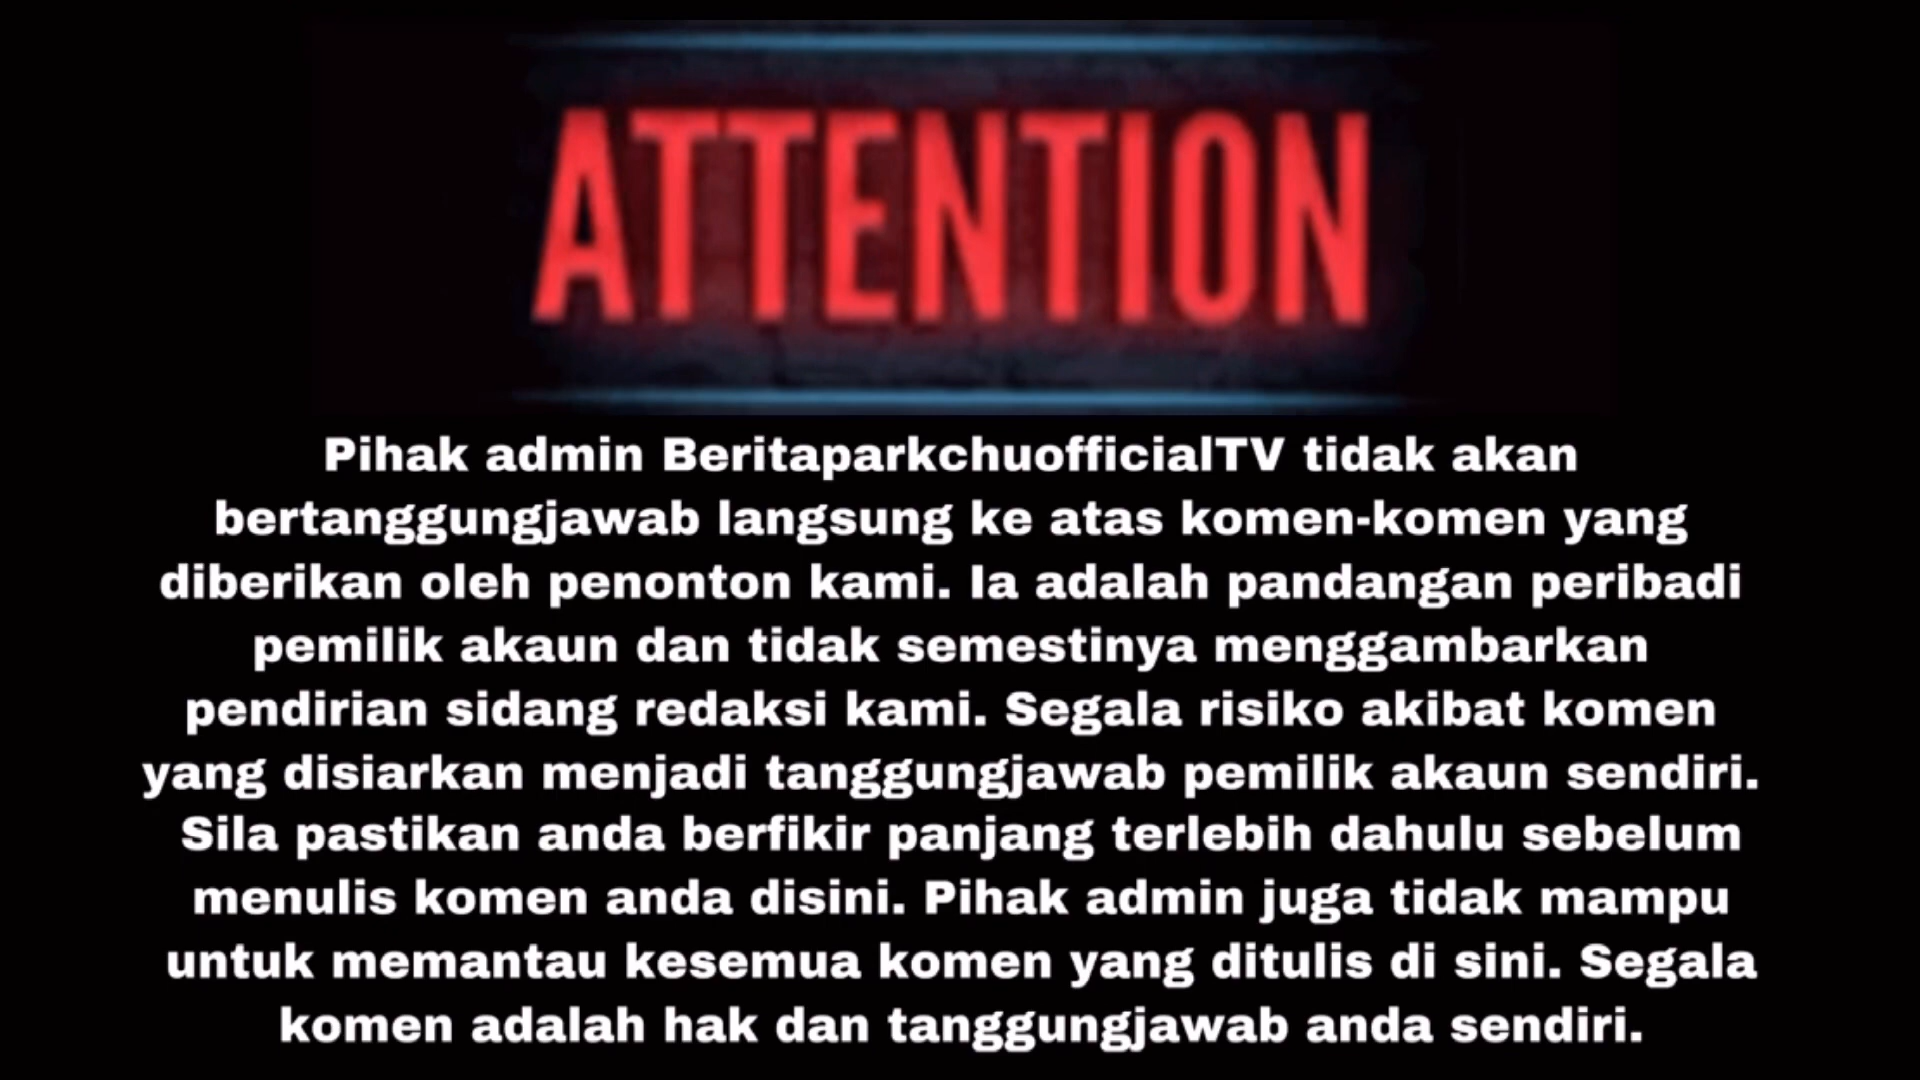 ATTENTION
Pihak admin BeritaparkchuofficialTV tidak akan
bertanggungjawab langsung ke atas komen-komen yang
diberikan oleh penonton kami. Ia adalah pandangan peribadi
pemilik akaun dan tidak semestinya menggambarkan
pendirian sidang redaksi kami. Segala risiko akibat komen
yang disiarkan menjadi tanggungjawab pemilik akaun sendiri.
Sila pastikan anda berfikir panjang terlebih dahulu sebelum
menulis komen anda disini. Pihak admin juga tidak mampu
untuk memantau kesemua komen yang ditulis di sini. Segala
komen adalah hak dan tanggungjawab anda sendiri.